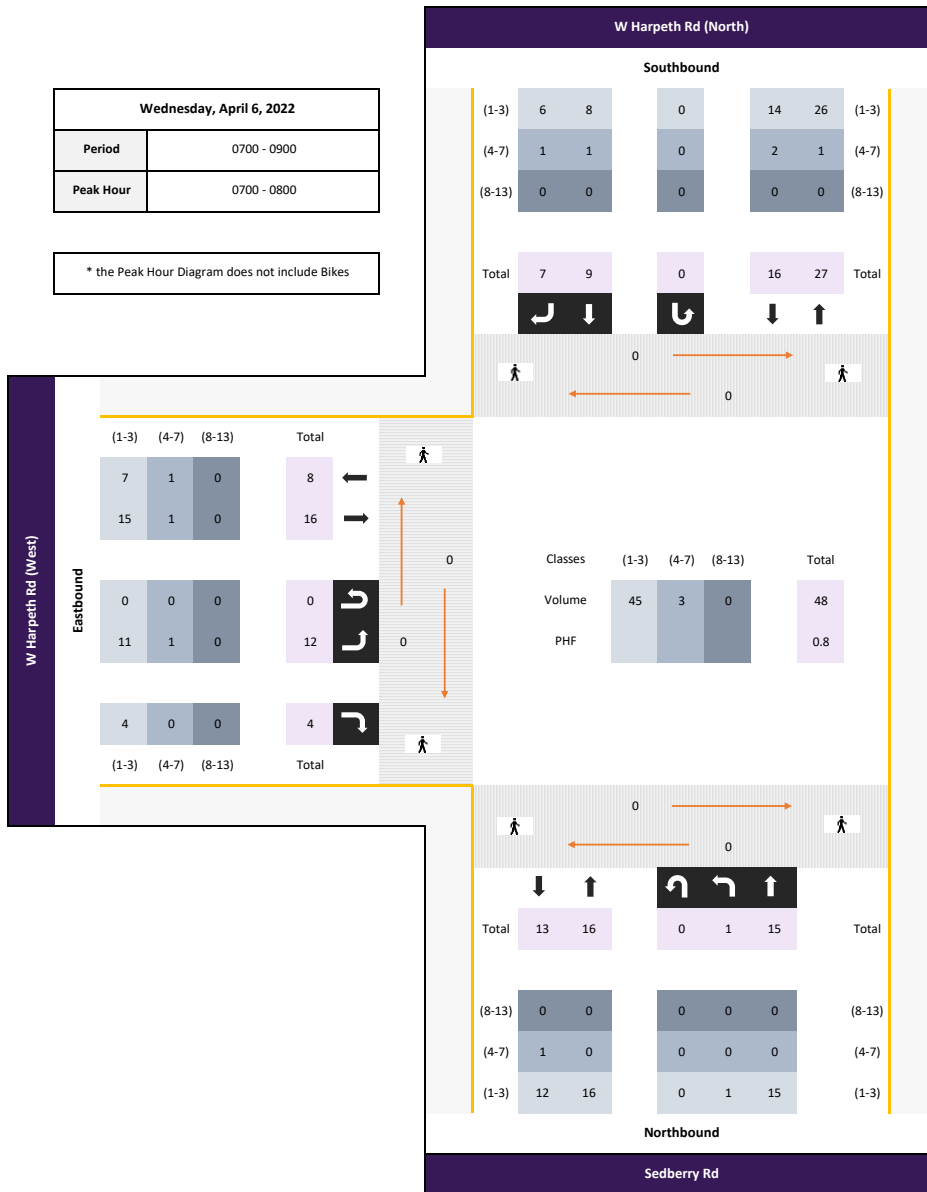 W Harpeth Rd (North)
Southbound
Wednesday, April 6, 2022
Period 0700 - 0900
Peak Hour 0700 - 0800
* the Peak Hour Diagram does not include Bikes
(1-3) 6 8 0 14 26 (1-3)
(4-7) 1 1 0 2 1 (4-7)
(8-13) 0 0 0 0 0 (8-13)
Total 7 9 0 16 27 Total
0
0
W Harpeth Rd (West)
Eastbound
(1-3) (4-7) (8-13) Total
7 1 0 8
15 1 0 16
0 0 0 0
11 1 0 12
4 0 0 4
(1-3) (4-7) (8-13) Total
0
0
Classes (1-3) (4-7) (8-13) Total
Volume 45 3 0 48
PHF 0.8
0
0
Total 13 16 0 1 15 Total
(8-13) 0 0 0 0 0 (8-13)
(4-7) 1 0 0 0 0 (4-7)
(1-3) 12 16 0 1 15 (1-3)
Northbound
Sedberry Rd